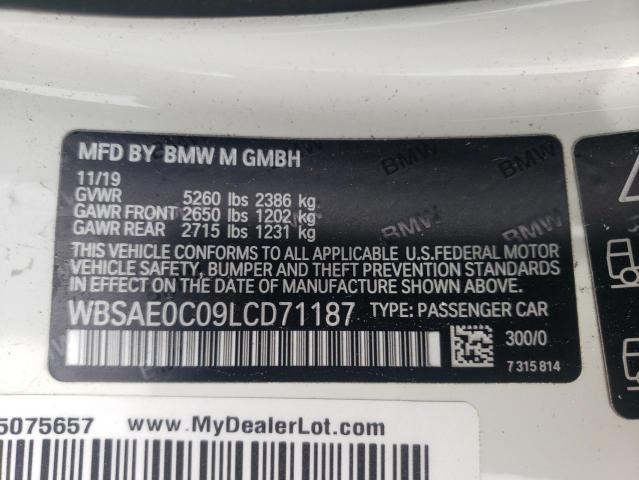 MFD BY BMW M GMBH
11/19
GVWR 5260 lbs 2386 kg
GAWR FRONT 2650 lbs 1202 kg
GAWR REAR 2715 lbs 1231 kg
THIS VEHICLE CONFORMS TO ALL APPLICABLE U.S.FEDERAL MOTOR
VEHICLE SAFETY, BUMPER AND THEFT PREVENTION STANDARDS
IN EFFECT ON THE DATE OF MANUFACTURE SHOWN ABOVE.
WBSAE0C09LCD71187 TYPE: PASSENGER CAR
300/0
7 315 814
5075657 www.MyDealerLot.com